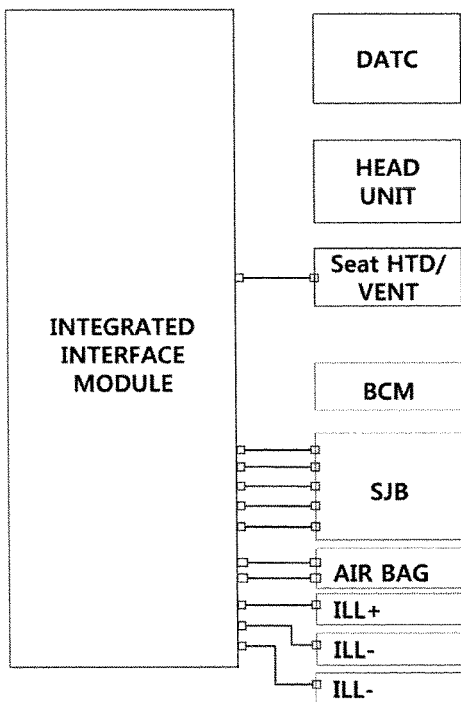 DATC
HEAD
UNIT
Seat HTD/
VENT
INTEGRATED
INTERFACE
MODULE
BCM
SJB
AIR BAG
ILL+
ILL-
ILL-